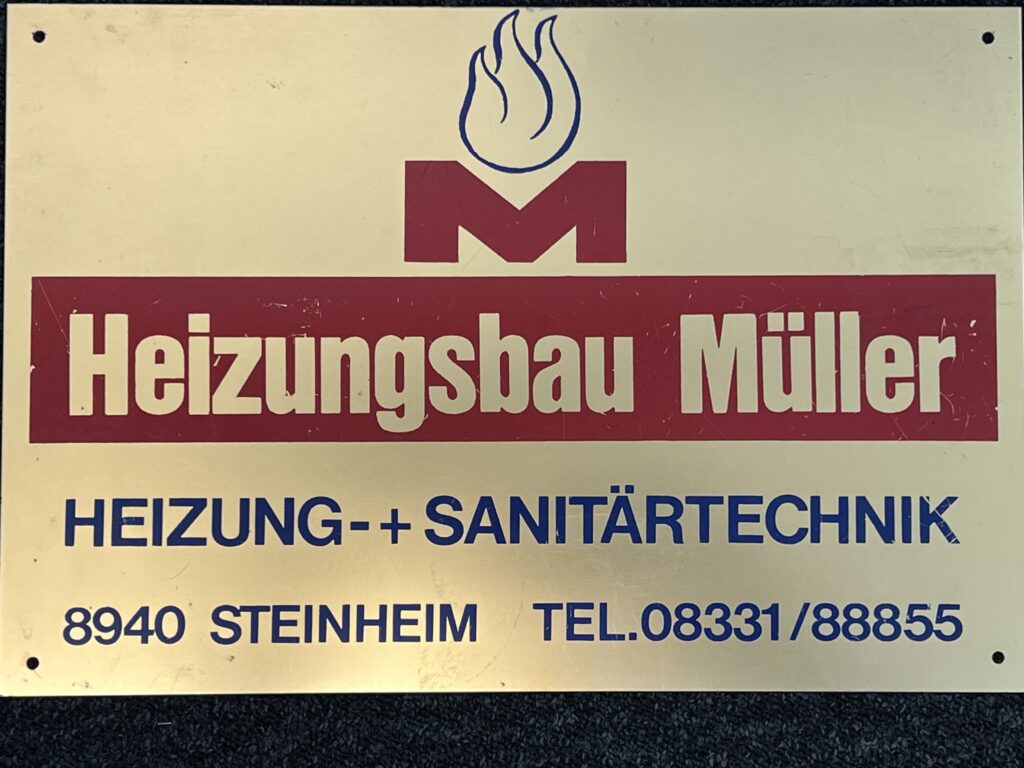 M
Heizungsbau Müller
HEIZUNG-+ SANITÄRTECHNIK
8940 STEINHEIM TEL.08331/88855